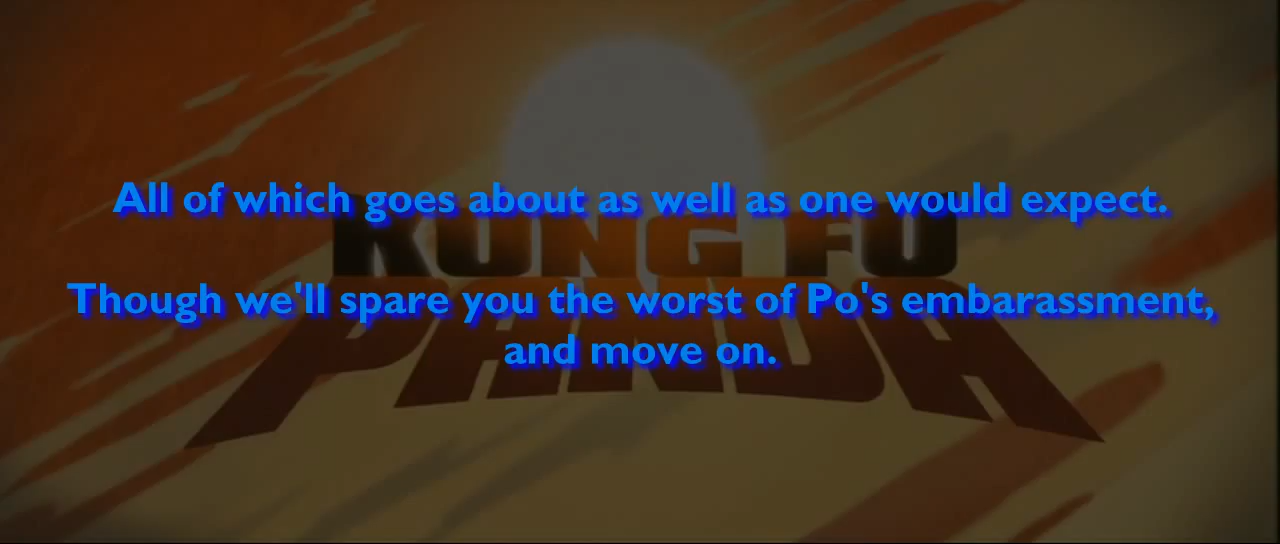 All of which goes about as well as one would expect.
KUNG FU
Though we'll spare you the worst of Po's embarassment,
PANDA
and move on.